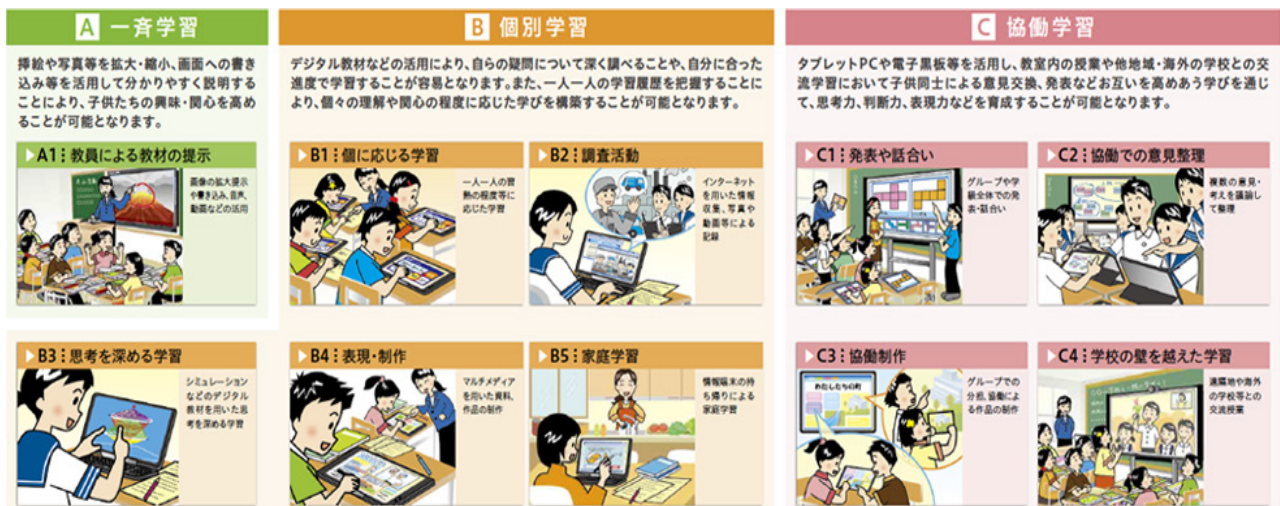 A 一斉学習
挿絵や写真等を拡大・縮小、画面への書き
込み等を活用して分かりやすく説明する
ことにより、子供たちの興味・関心を高め
ることが可能となります。
A1：教員による教材の提示
画像の拡大提示
や書き込み、音声、
動画などの活用
B 個別学習
デジタル教材などの活用により、自らの疑問について深く調べることや、自分に合った
進度で学習することが容易となります。また、一人一人の学習履歴を把握することに
より、個々の理解や関心の程度に応じた学びを構築することが可能となります。
B1：個に応じる学習
一人一人の習
熟の程度等に
応じた学習
B2：調査活動
インターネット
を用いた情報
収集、写真や
動画等による
記録
B3：思考を深める学習
シミュレーション
などのデジタル
教材を用いた思
考を深める学習
B4：表現・制作
マルチメディア
を用いた資料、
作品の制作
B5：家庭学習
情報端末の持
ち帰りによる
家庭学習
C 協働学習
タブレットPCや電子黒板等を活用し、教室内の授業や他地域・海外の学校との交
流学習において子供同士による意見交換、発表などお互いを高めあう学びを通じ
て、思考力、判断力、表現力などを育成することが可能となります。
C1：発表や話合い
グループや学
級全体での発
表・話合い
C2：協働での意見整理
複数の意見・
考えを議論し
て整理
C3：協働制作
わたしたちの町
グループでの
分担、協働によ
る作品の制作
C4：学校の壁を越えた学習
遠隔地や海外
の学校等との
交流授業